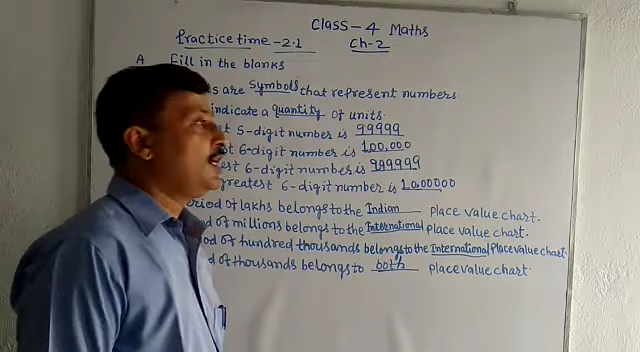 Class-4 Maths
Practice time-2.1 Ch-2
A Fill in the blanks
s are symbols that represent numbers.
indicate a quantity of units.
t 5-digit number is 99999
t 6-digit number is 100,000
est 6-digit number is 999999
greatest 6-digit number is 10,00000
eriod of lakhs belongs to the Indian place value chart.
d of millions belongs to the International place value chart.
od of hundred thousands belongs to the International place value chart.
d of thousands belongs to both place value chart.